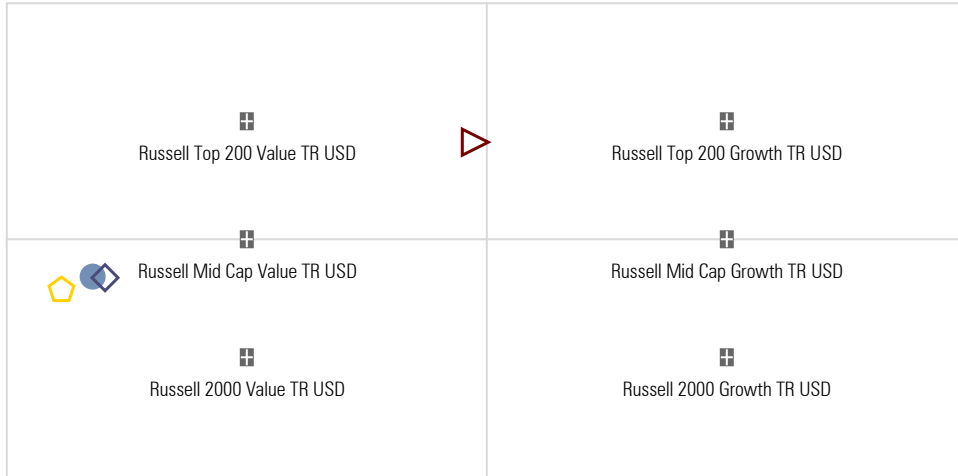 Russell Top 200 Value TR USD
Russell Top 200 Growth TR USD
Russell Mid Cap Value TR USD
Russell Mid Cap Growth TR USD
Russell 2000 Value TR USD
Russell 2000 Growth TR USD